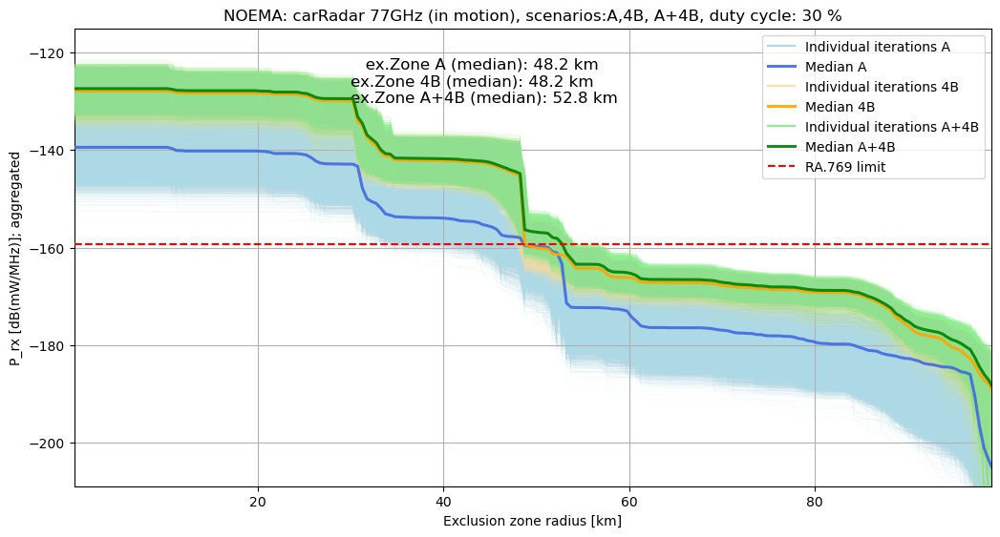 NOEMA: carRadar 77GHz (in motion), scenarios:A,4B, A+4B, duty cycle: 30 %
ex.Zone A (median): 48.2 km
ex.Zone 4B (median): 48.2 km
ex.Zone A+4B (median): 52.8 km
Individual iterations A
Median A
Individual iterations 4B
Median 4B
Individual iterations A+4B
Median A+4B
RA.769 limit
P_rx [dB(mW/MHz)]; aggregated
−120
−140
−160
−180
−200
20
40
60
80
Exclusion zone radius [km]